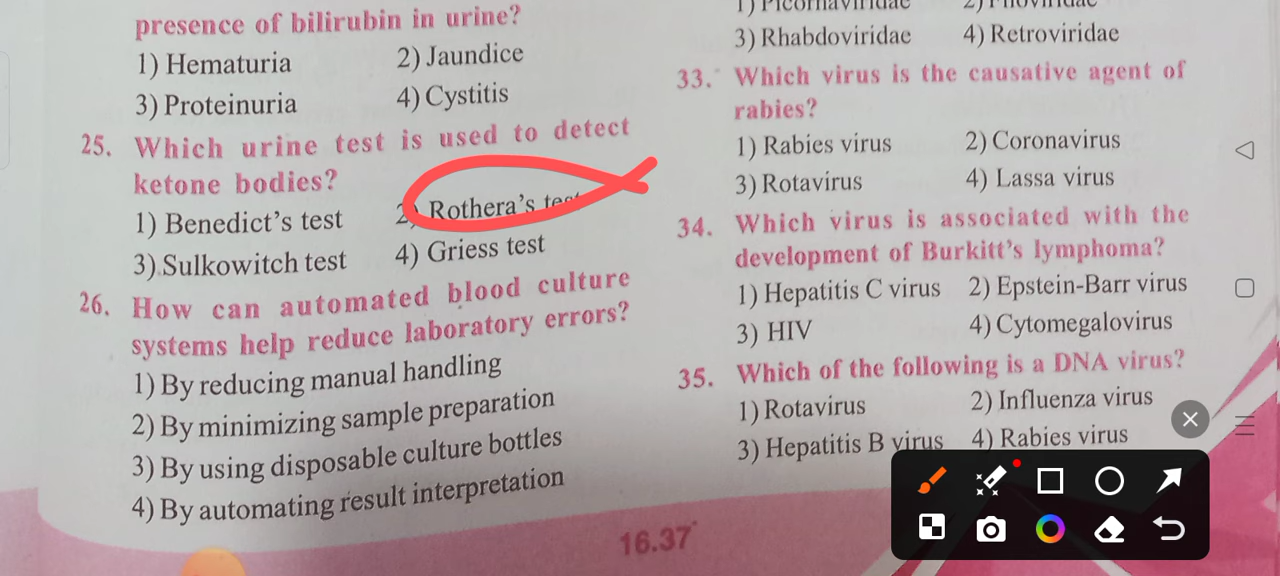 presence of bilirubin in urine?
1) Hematuria 2) Jaundice
3) Proteinuria 4) Cystitis
25. Which urine test is used to detect
ketone bodies?
1) Benedict's test 2) Rothera's test
3) Sulkowitch test 4) Griess test
26. How can automated blood culture
systems help reduce laboratory errors?
1) By reducing manual handling
2) By minimizing sample preparation
3) By using disposable culture bottles
4) By automating result interpretation
1) Picornaviridae
3) Rhabdoviridae 4) Retroviridae
33. Which virus is the causative agent of
rabies?
1) Rabies virus 2) Coronavirus
3) Rotavirus 4) Lassa virus
34. Which virus is associated with the
development of Burkitt's lymphoma?
1) Hepatitis C virus 2) Epstein-Barr virus
3) HIV 4) Cytomegalovirus
35. Which of the following is a DNA virus?
1) Rotavirus 2) Influenza virus
3) Hepatitis B virus 4) Rabies virus
16.37